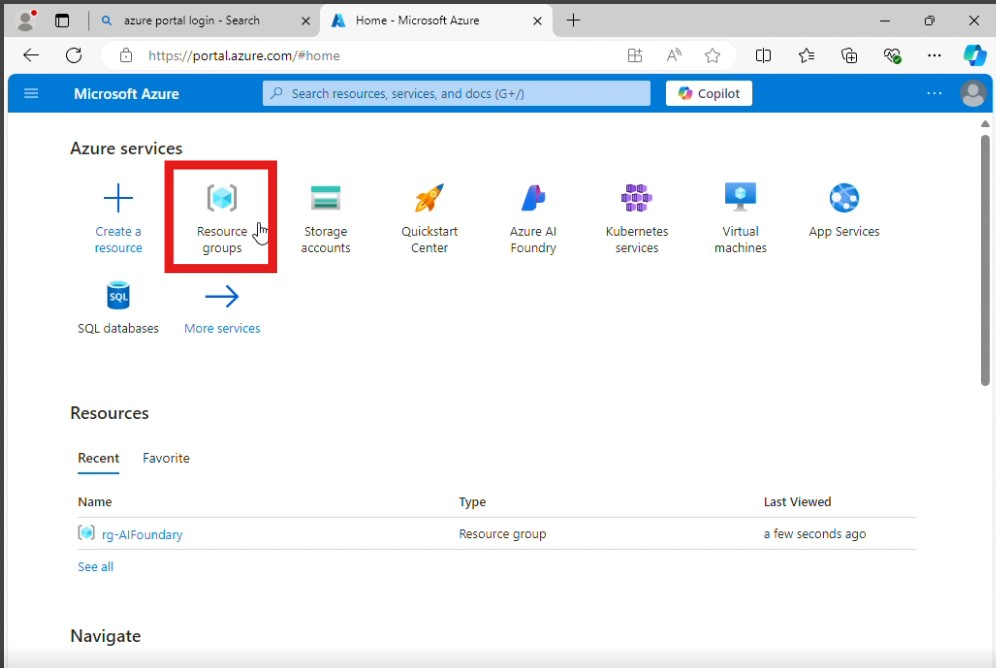 azure portal login - Search
Home - Microsoft Azure
https://portal.azure.com/#home
Microsoft Azure
Search resources, services, and docs (G+/)
Copilot
Azure services
Create a
resource
Resource
groups
Storage
accounts
Quickstart
Center
Azure AI
Foundry
Kubernetes
services
Virtual
machines
App Services
SQL
SQL databases
More services
Resources
Recent
Favorite
Name
Type
Last Viewed
rg-AIFoundary
Resource group
a few seconds ago
See all
Navigate